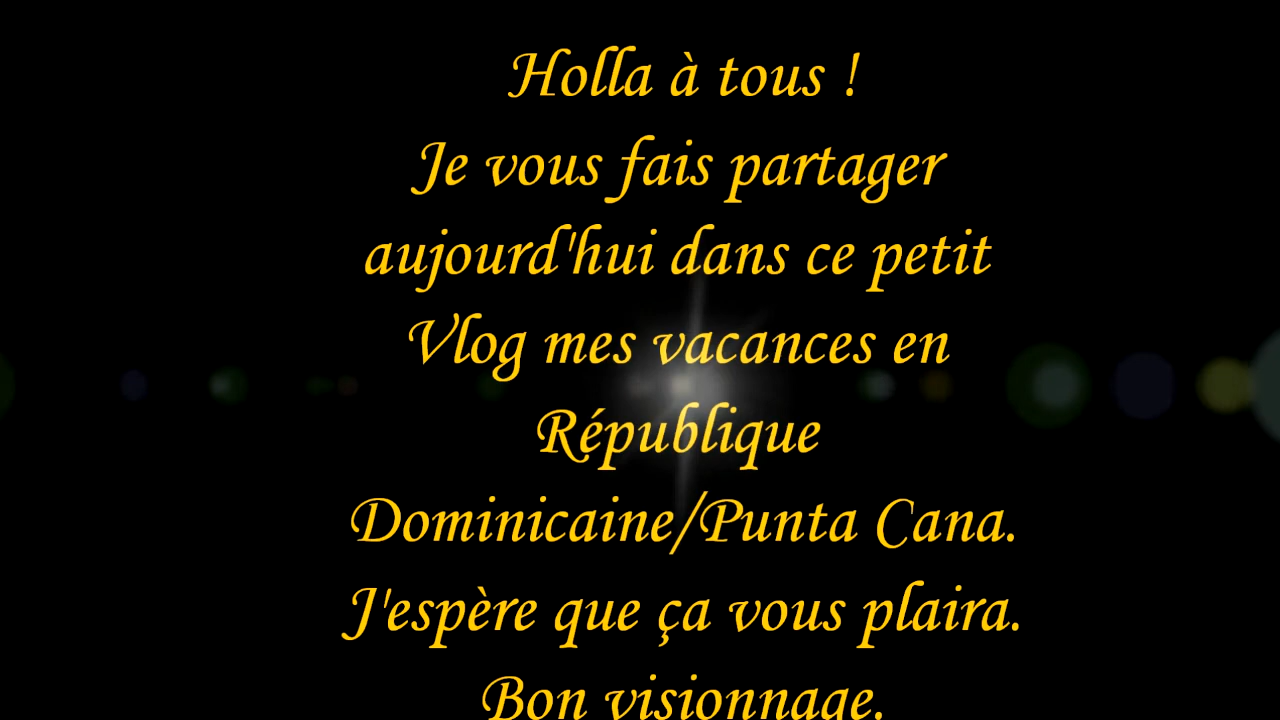 Holla à tous !
Je vous fais partager
aujourd'hui dans ce petit
Vlog mes vacances en
République
Dominicaine/Punta Cana.
J'espère que ça vous plaira.
Bon visionnage.